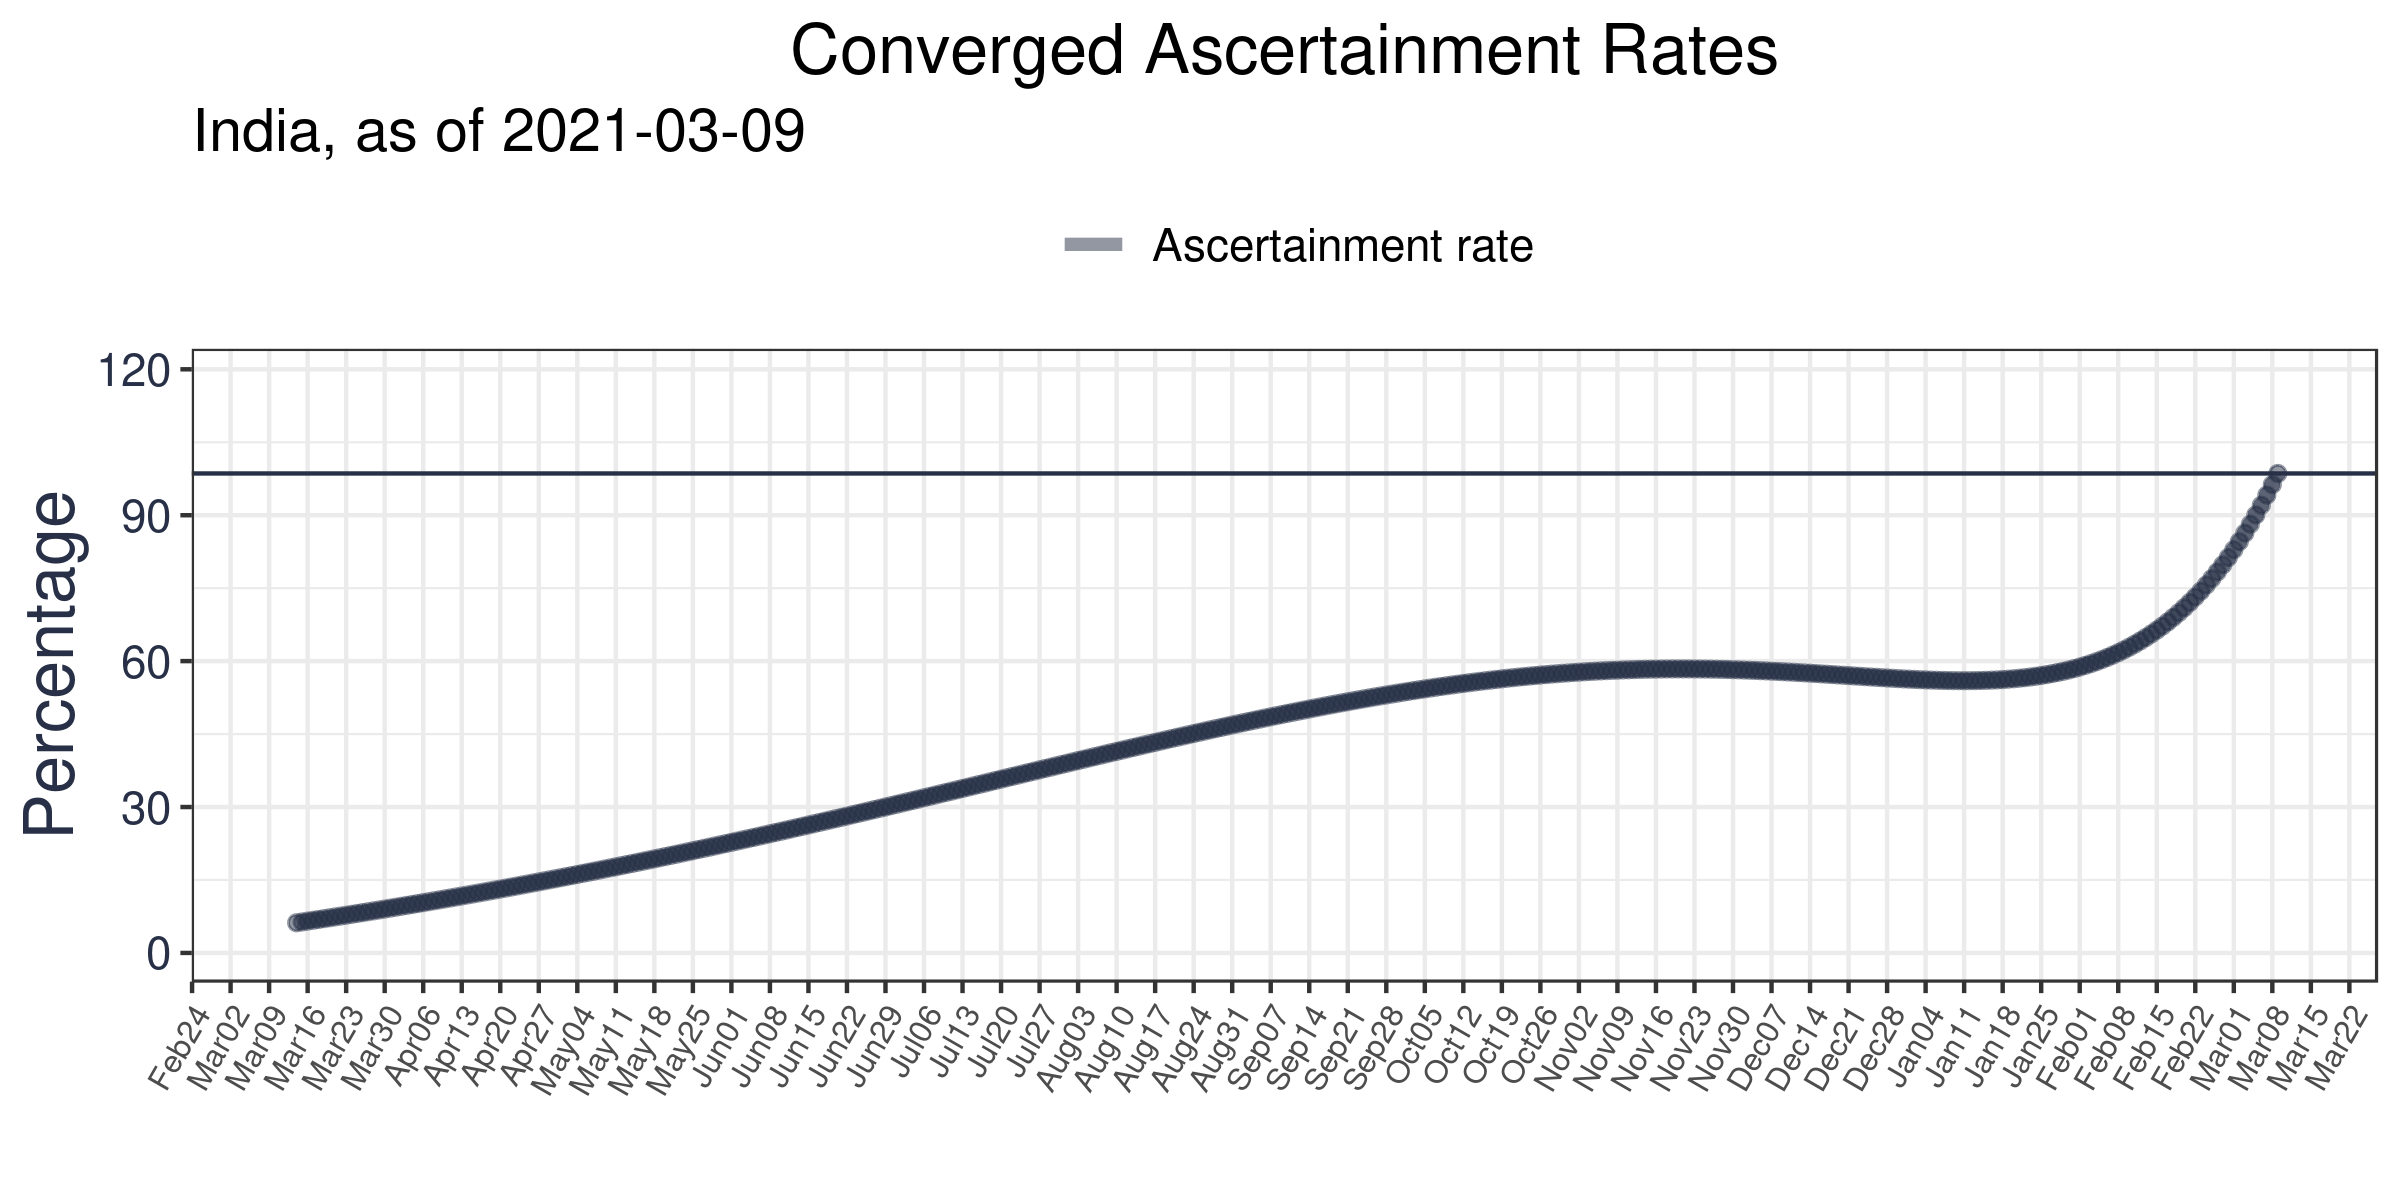 Converged Ascertainment Rates
India, as of 2021-03-09
Ascertainment rate
Percentage
120
90
60
30
0
Feb24 Mar02 Mar09 Mar16 Mar23 Mar30 Apr06 Apr13 Apr20 Apr27 May04 May11 May18 May25 Jun01 Jun08 Jun15 Jun22 Jun29 Jul06 Jul13 Jul20 Jul27 Aug03 Aug10 Aug17 Aug24 Aug31 Sep07 Sep14 Sep21 Sep28 Oct05 Oct12 Oct19 Oct26 Nov02 Nov09 Nov16 Nov23 Nov30 Dec07 Dec14 Dec21 Dec28 Jan04 Jan11 Jan18 Jan25 Feb01 Feb08 Feb15 Feb22 Mar01 Mar08 Mar15 Mar22